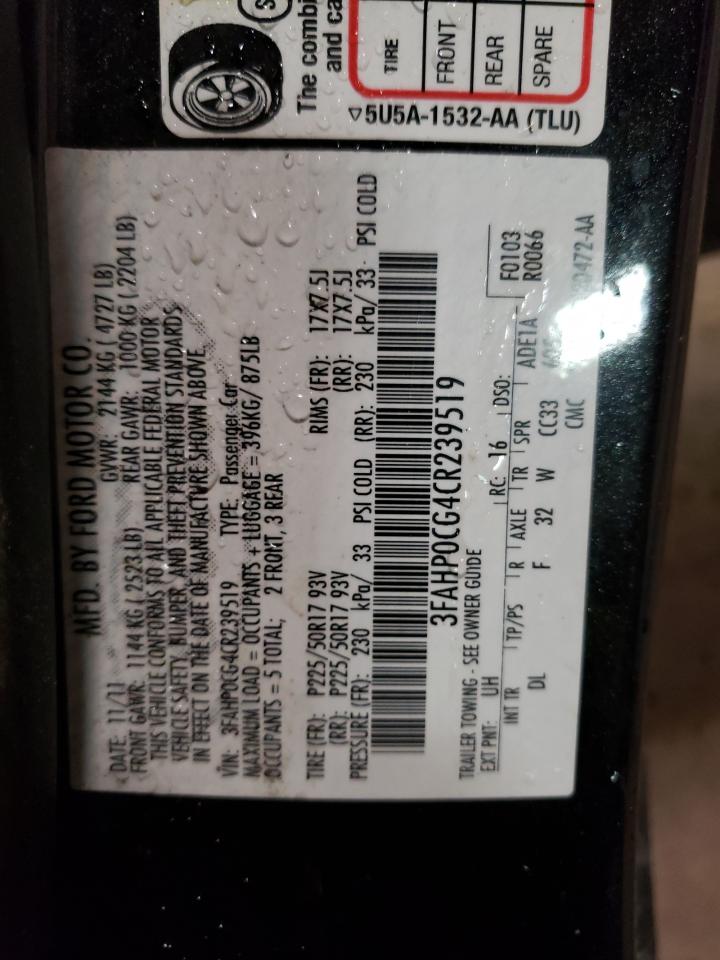 The combi
and ca
TIRE
FRONT
REAR
SPARE
5U5A-1532-AA (TLU)
MFD. BY FORD MOTOR CO.
DATE: 11/11 GVWR: 2144 KG ( 4727 LB)
FRONT GAWR: 1144 KG ( 2523 LB) REAR GAWR: 1000 KG ( 2204 LB)
THIS VEHICLE CONFORMS TO ALL APPLICABLE FEDERAL MOTOR
VEHICLE SAFETY, BUMPER, AND THEFT PREVENTION STANDARDS
IN EFFECT ON THE DATE OF MANUFACTURE SHOWN ABOVE.
VIN: 3FAHP0CG4CR239519 TYPE: Passenger Car
MAXIMUM LOAD = OCCUPANTS + LUGGAGE = 396KG/ 875LB
OCCUPANTS = 5 TOTAL; 2 FRONT, 3 REAR
TIRE (FR): P225/50R17 93V RIMS (FR): 17X7.5J
(RR): P225/50R17 93V (RR): 17X7.5J
PRESSURE (FR): 230 kPa/ 33 PSI COLD (RR): 230 kPa/ 33 PSI COLD
3FAHP0CG4CR239519
TRAILER TOWING - SEE OWNER GUIDE
F0103
R0066
EXT PNT: UH RC: 16 DSO:
INT TR TP/PS R AXLE TR SPR ADE1A
DL F 32 W CC33
CMC 472-AA